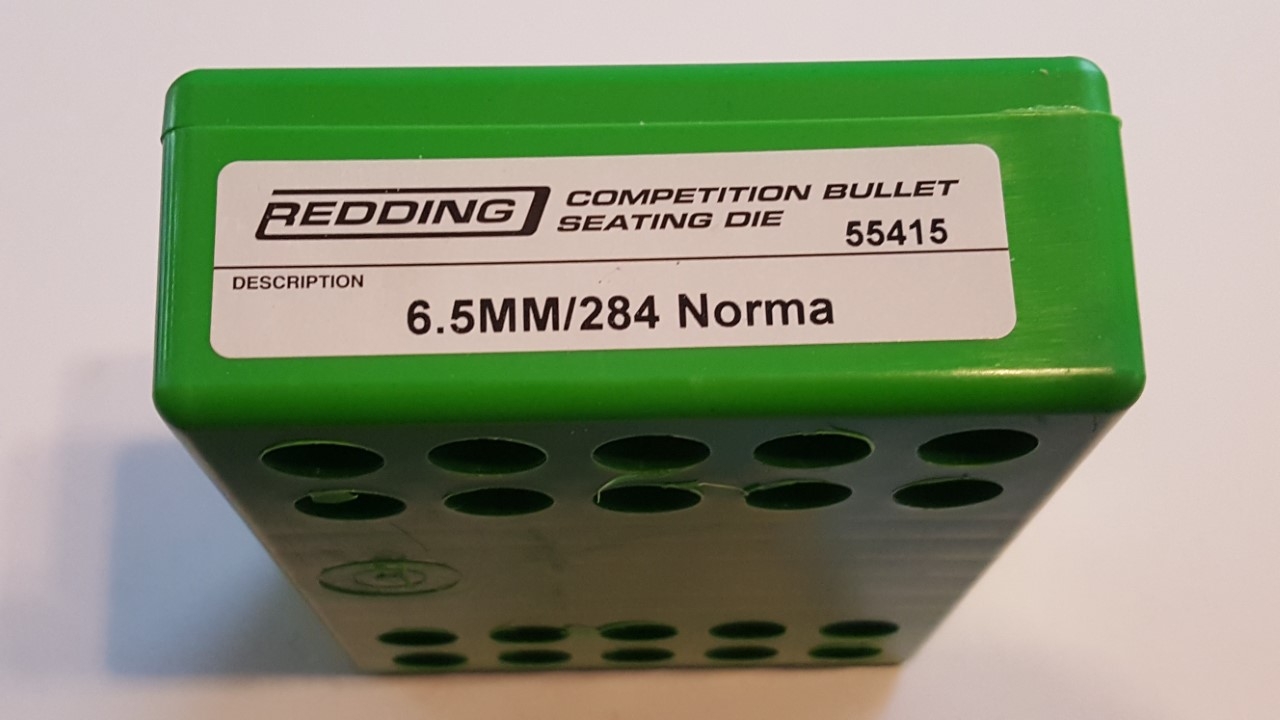 REDDING COMPETITION BULLET
SEATING DIE 55415
DESCRIPTION
6.5MM/284 Norma